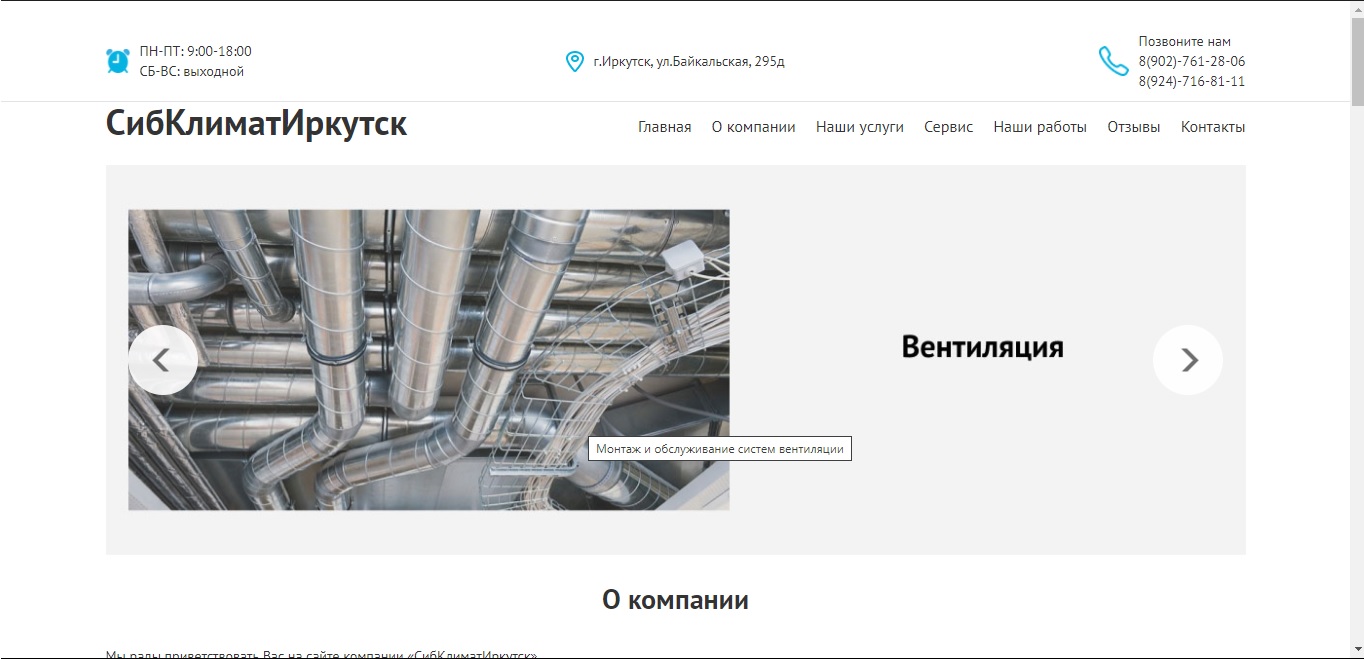 ПН-ПТ: 9:00-18:00
СБ-ВС: выходной
г.Иркутск, ул.Байкальская, 295д
Позвоните нам
8(902)-761-28-06
8(924)-716-81-11
СибКлиматИркутск
Главная О компании Наши услуги Сервис Наши работы Отзывы Контакты
Вентиляция
Монтаж и обслуживание систем вентиляции
О компании
Мы рады приветствовать Вас на сайте компании «СибКлиматИркутск»